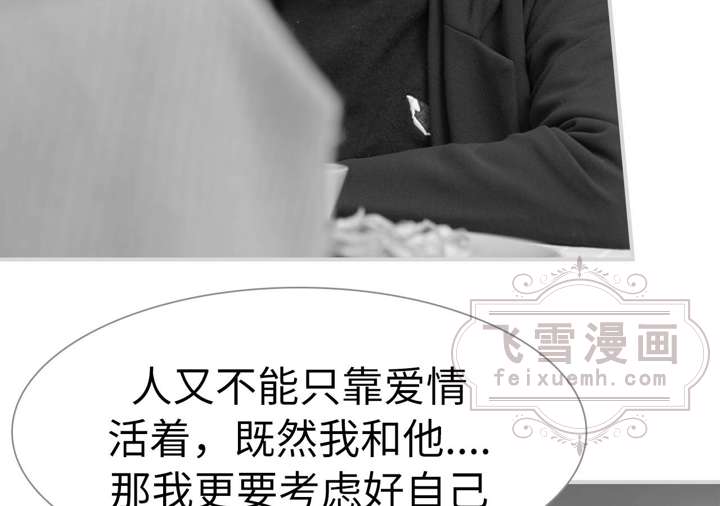 飞雪漫画
feixuemh.com
人又不能只靠爱情
活着，既然我和他....
那我更要考虑好自己